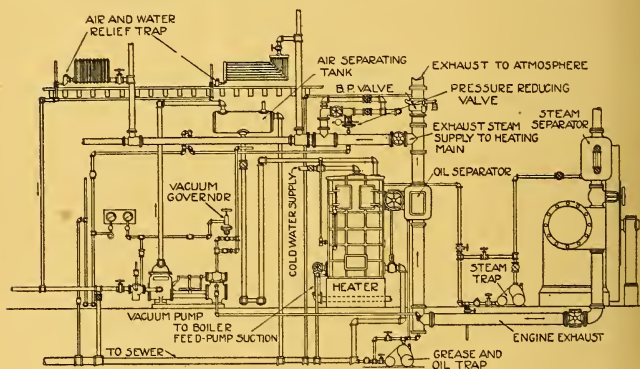 AIR AND WATER
RELIEF TRAP
AIR SEPARATING
TANK
EXHAUST TO ATMOSPHERE
B.P. VALVE
PRESSURE REDUCING
VALVE
EXHAUST STEAM
SUPPLY TO HEATING
MAIN
STEAM
SEPARATOR
OIL SEPARATOR
VACUUM
GOVERNOR
COLD WATER SUPPLY
HEATER
STEAM
TRAP
VACUUM PUMP
TO BOILER
FEED-PUMP SUCTION
ENGINE EXHAUST
TO SEWER
GREASE AND
OIL TRAP